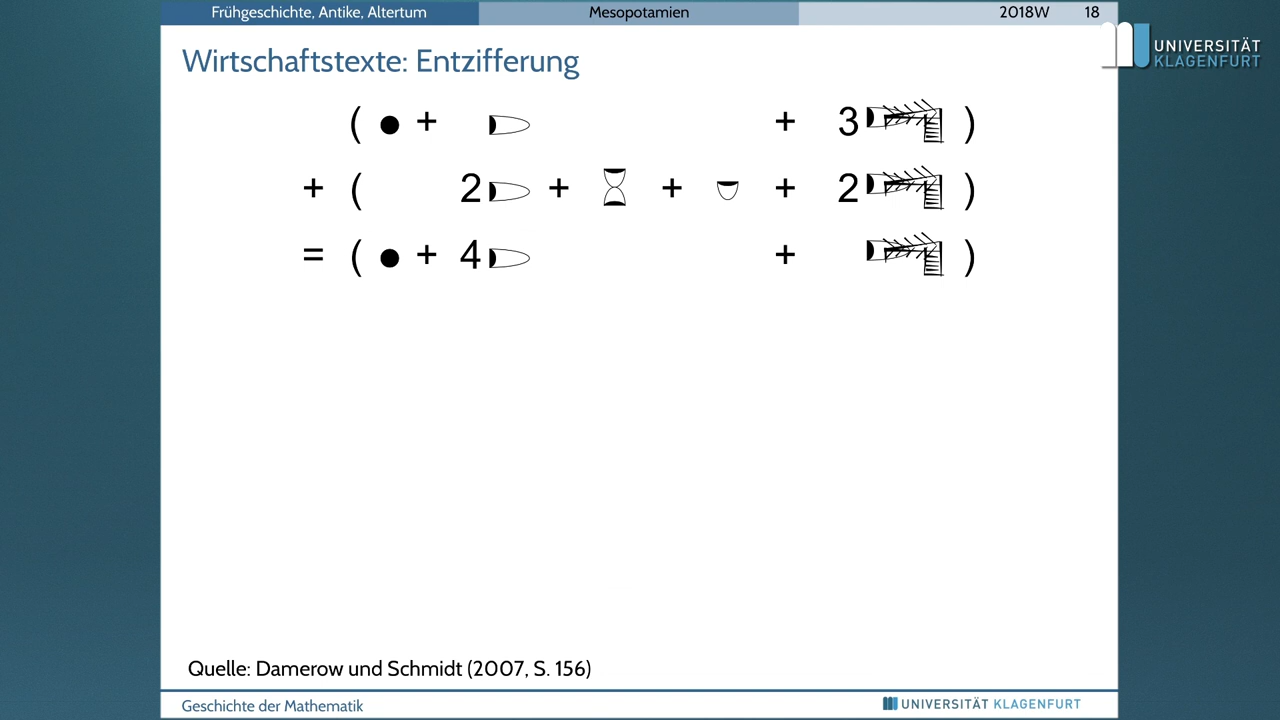 Frühgeschichte, Antike, Altertum Mesopotamien 2018W 18
UNIVERSITÄT
KLAGENFURT
Wirtschaftstexte: Entzifferung
( ● + + 3 )
+ ( 2 + + + 2 )
= ( ● + 4 + )
Quelle: Damerow und Schmidt (2007, S. 156)
Geschichte der Mathematik UNIVERSITÄT KLAGENFURT